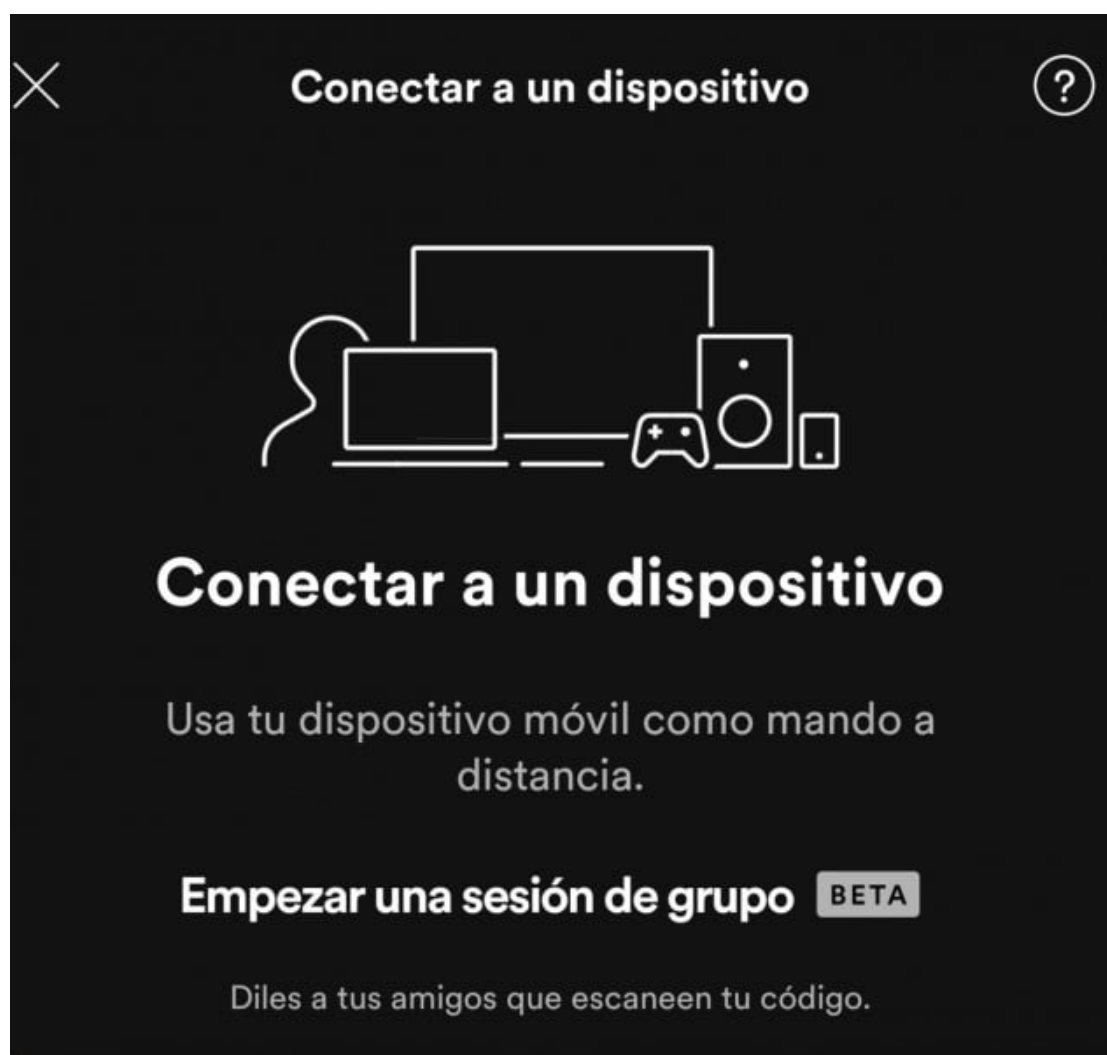 Conectar a un dispositivo
?
Conectar a un dispositivo
Usa tu dispositivo móvil como mando a
distancia.
Empezar una sesión de grupo BETA
Diles a tus amigos que escaneen tu código.